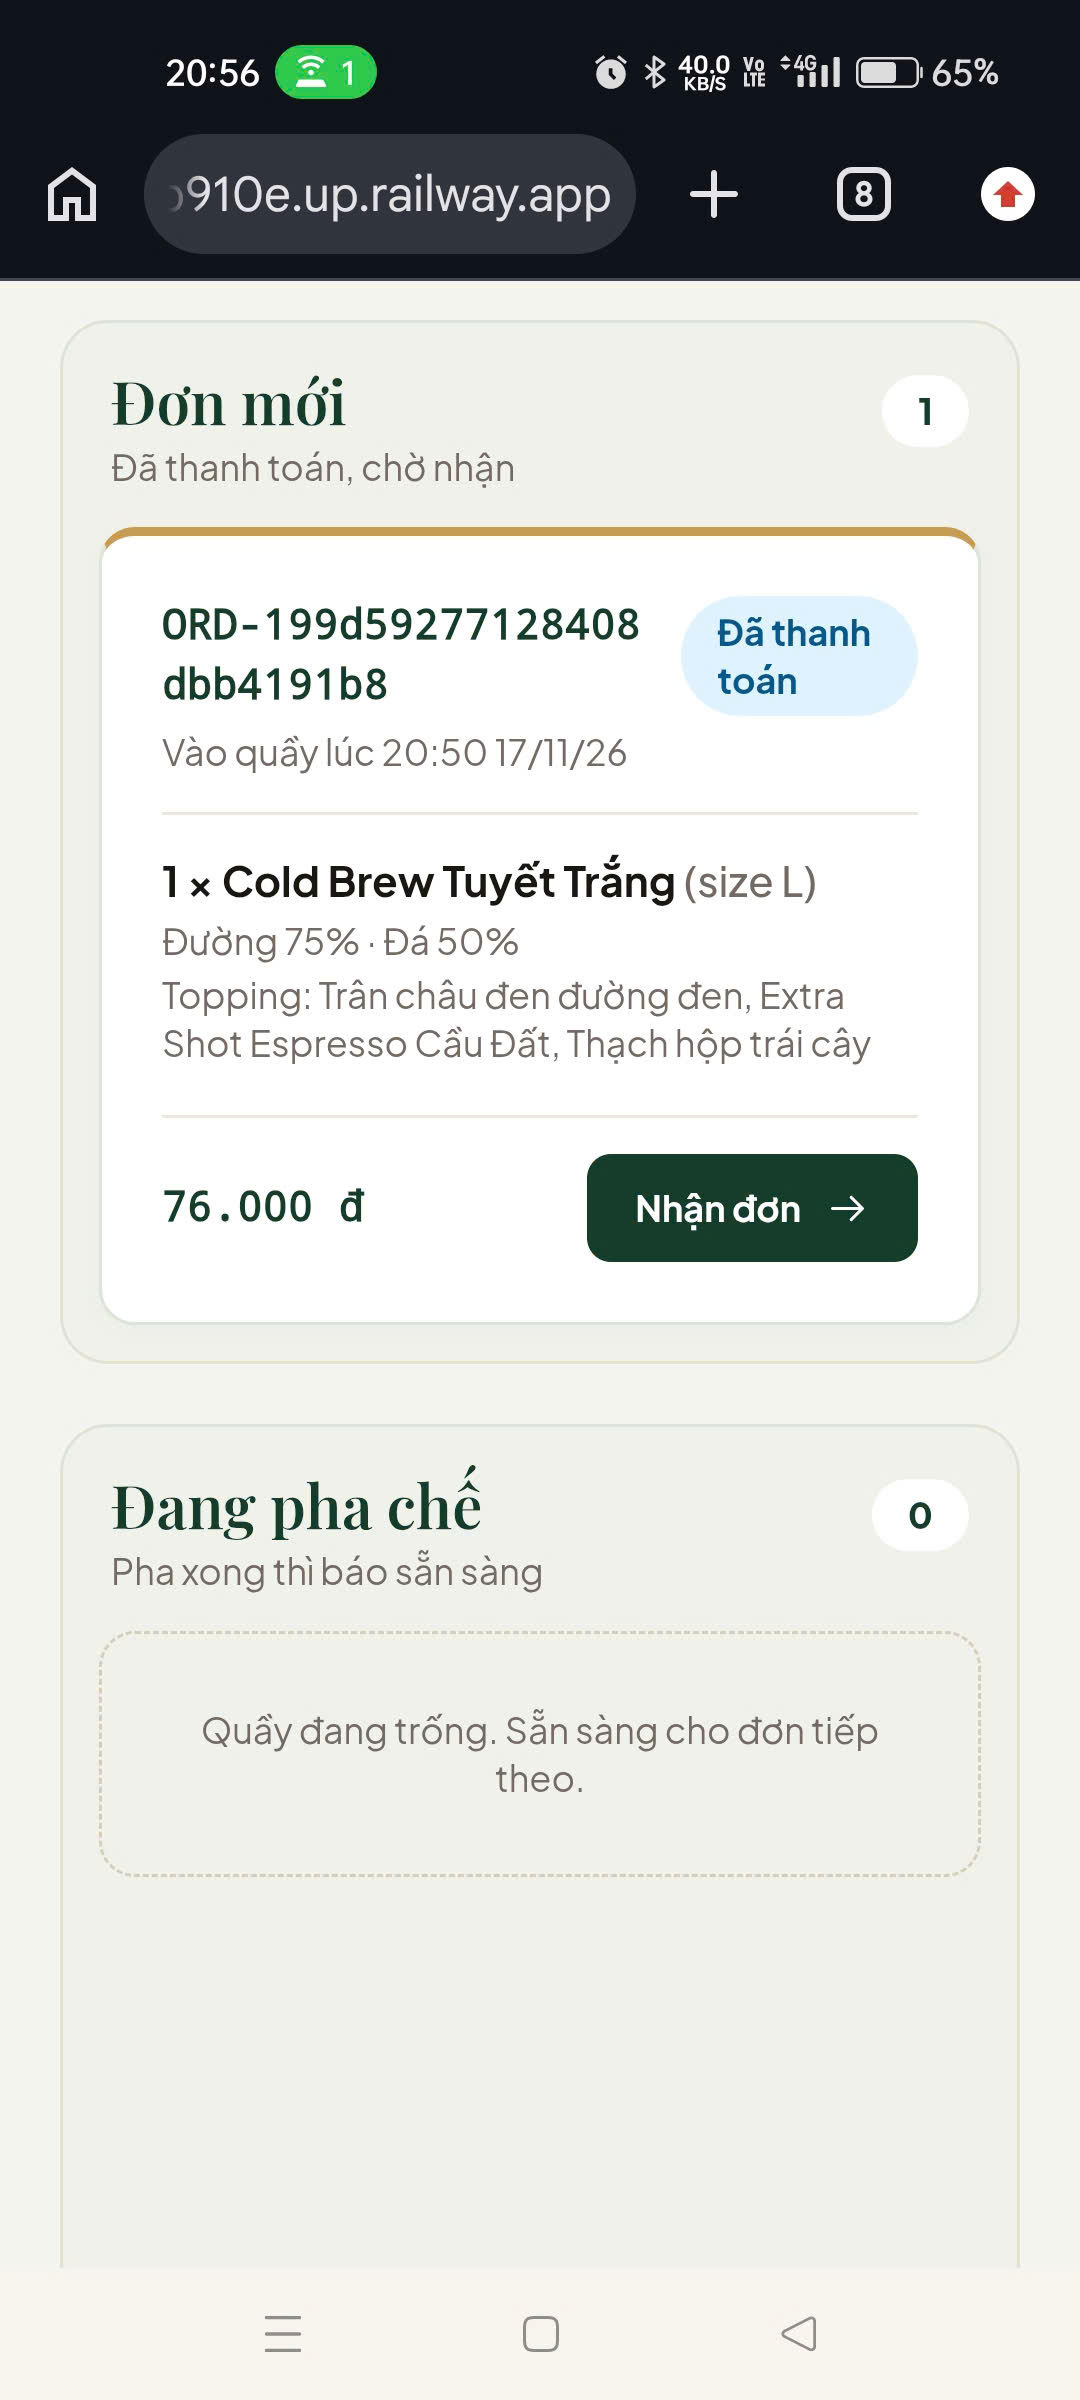 20:56
1
40.0 KB/S
Vo LTE
4G
65%
910e.up.railway.app
8
Đơn mới
1
Đã thanh toán, chờ nhận
ORD-199d59277128408
dbb4191b8
Đã thanh
toán
Vào quầy lúc 20:50 17/11/26
1 × Cold Brew Tuyết Trắng (size L)
Đường 75% · Đá 50%
Topping: Trân châu đen đường đen, Extra
Shot Espresso Cầu Đất, Thạch hộp trái cây
76.000 đ
Nhận đơn →
Đang pha chế
0
Pha xong thì báo sẵn sàng
Quầy đang trống. Sẵn sàng cho đơn tiếp
theo.